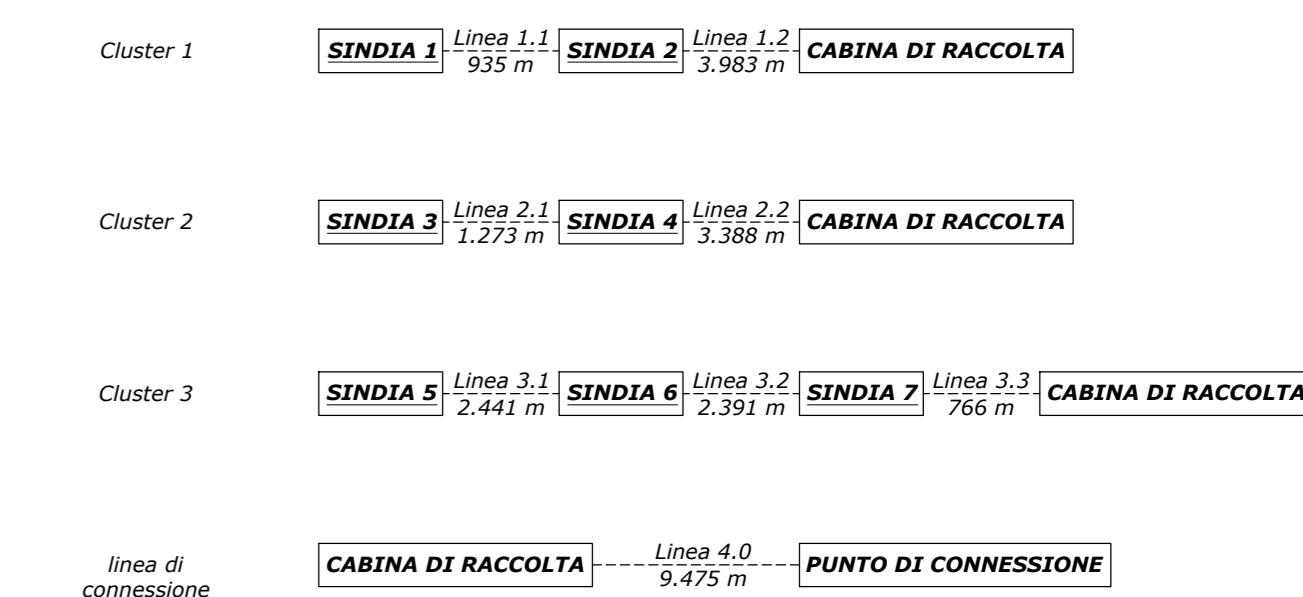 Cluster 1
SINDIA 1 Linea 1.1 935 m SINDIA 2 Linea 1.2 3.983 m CABINA DI RACCOLTA
Cluster 2
SINDIA 3 Linea 2.1 1.273 m SINDIA 4 Linea 2.2 3.388 m CABINA DI RACCOLTA
Cluster 3
SINDIA 5 Linea 3.1 2.441 m SINDIA 6 Linea 3.2 2.391 m SINDIA 7 Linea 3.3 766 m CABINA DI RACCOLTA
linea di
connessione
CABINA DI RACCOLTA Linea 4.0 9.475 m PUNTO DI CONNESSIONE